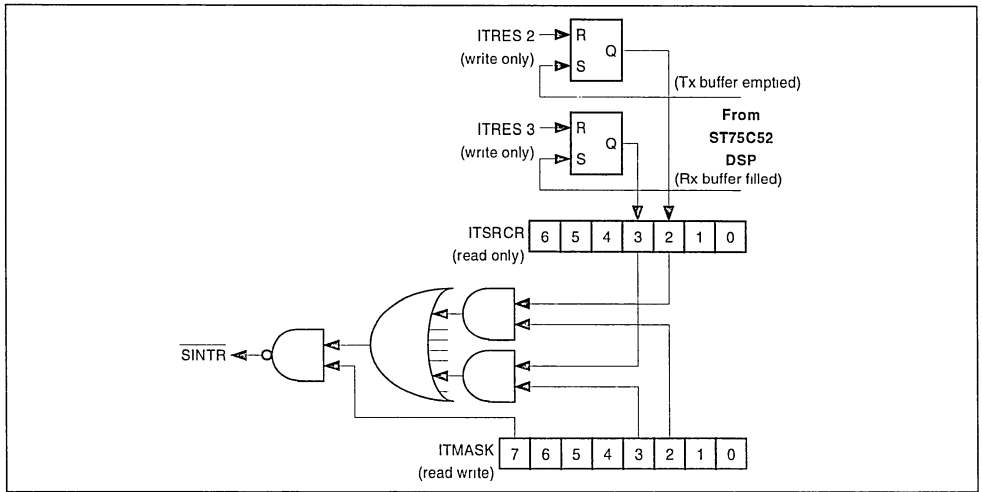 ITRES 2
(write only)
R
S
Q
(Tx buffer emptied)
From
ST75C52
DSP
(Rx buffer filled)
ITRES 3
(write only)
R
S
Q
ITSRCR
(read only)
6 5 4 3 2 1 0
SINTR
ITMASK
(read write)
7 6 5 4 3 2 1 0